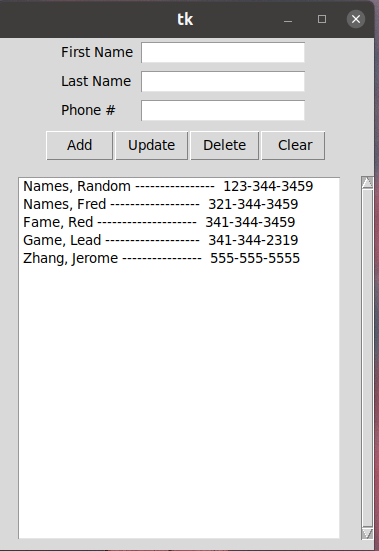 tk
First Name
Last Name
Phone #
Add Update Delete Clear
Names, Random ---------------- 123-344-3459
Names, Fred ------------------ 321-344-3459
Fame, Red -------------------- 341-344-3459
Game, Lead ------------------- 341-344-2319
Zhang, Jerome ---------------- 555-555-5555